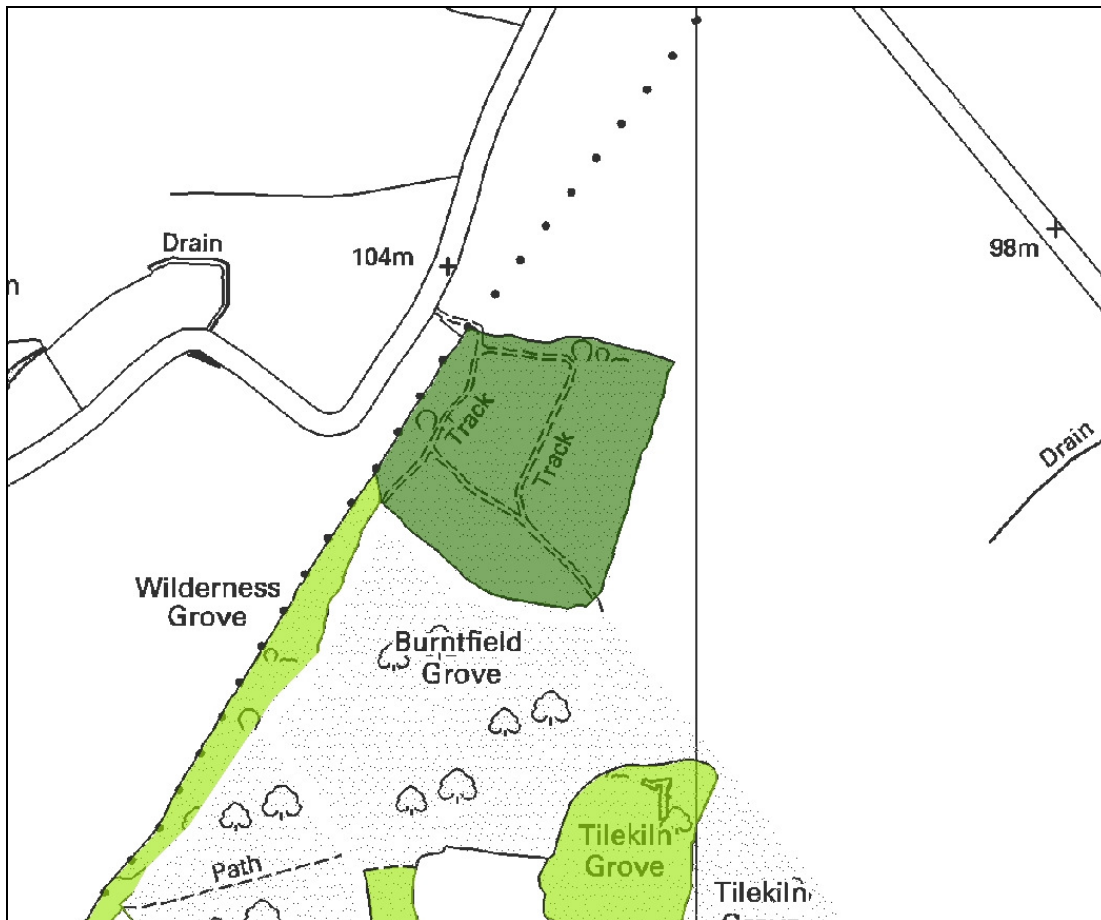 Drain
104m
98m
Track
Track
Drain
Wilderness
Grove
Burntfield
Grove
Tilekiln
Grove
Path
Tilekiln